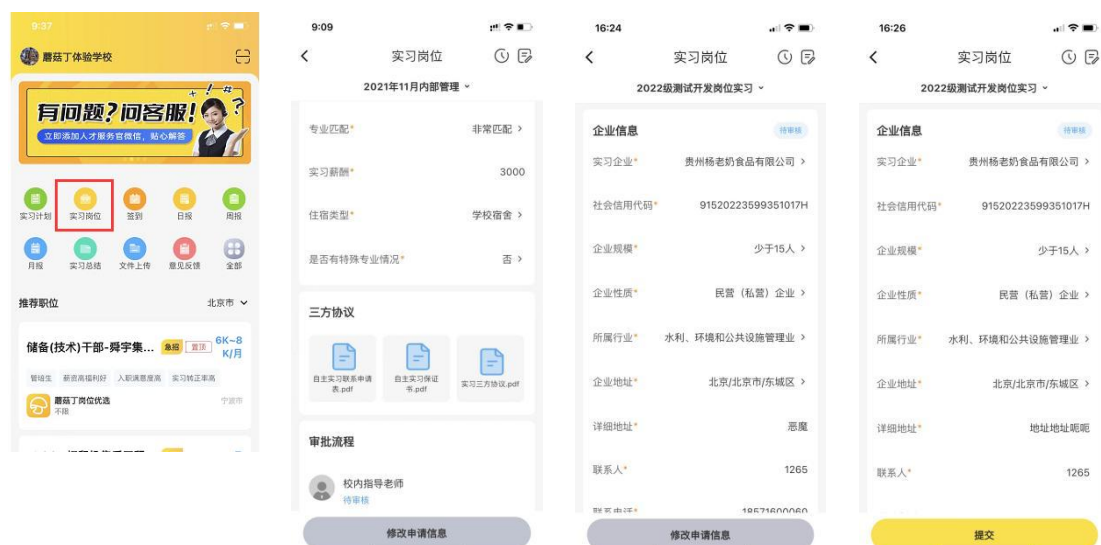 9:37
蘑菇丁体验学校
有问题?问客服!
立即添加人才服务官微信，贴心解答
实习计划
实习岗位
签到
日报
周报
月报
实习总结
文件上传
意见反馈
全部
推荐职位
北京市
储备(技术)干部-舜宇集...
急招
置顶
6K~8
K/月
管培生
薪资高福利好
入职满意度高
实习转正率高
蘑菇丁岗位优选
不限
宁波市
9:09
实习岗位
2021年11月内部管理
专业匹配*
非常匹配 >
实习薪酬*
3000
住宿类型*
学校宿舍 >
是否有特殊专业情况*
否 >
三方协议
自主实习联系申请
表.pdf
自主实习保证
书.pdf
实习三方协议.pdf
审批流程
校内指导老师
待审核
修改申请信息
16:24
实习岗位
2022级测试开发岗位实习
企业信息
待审核
实习企业*
贵州杨老奶食品有限公司 >
社会信用代码*
91520223599351017H
企业规模*
少于15人 >
企业性质*
民营（私营）企业 >
所属行业*
水利、环境和公共设施管理业 >
企业地址*
北京/北京市/东城区 >
详细地址*
恶魔
联系人*
1265
联系电话*
18571600060
修改申请信息
16:26
实习岗位
2022级测试开发岗位实习
企业信息
待审核
实习企业*
贵州杨老奶食品有限公司 >
社会信用代码*
91520223599351017H
企业规模*
少于15人 >
企业性质*
民营（私营）企业 >
所属行业*
水利、环境和公共设施管理业 >
企业地址*
北京/北京市/东城区 >
详细地址*
地址地址呃呃
联系人*
1265
提交